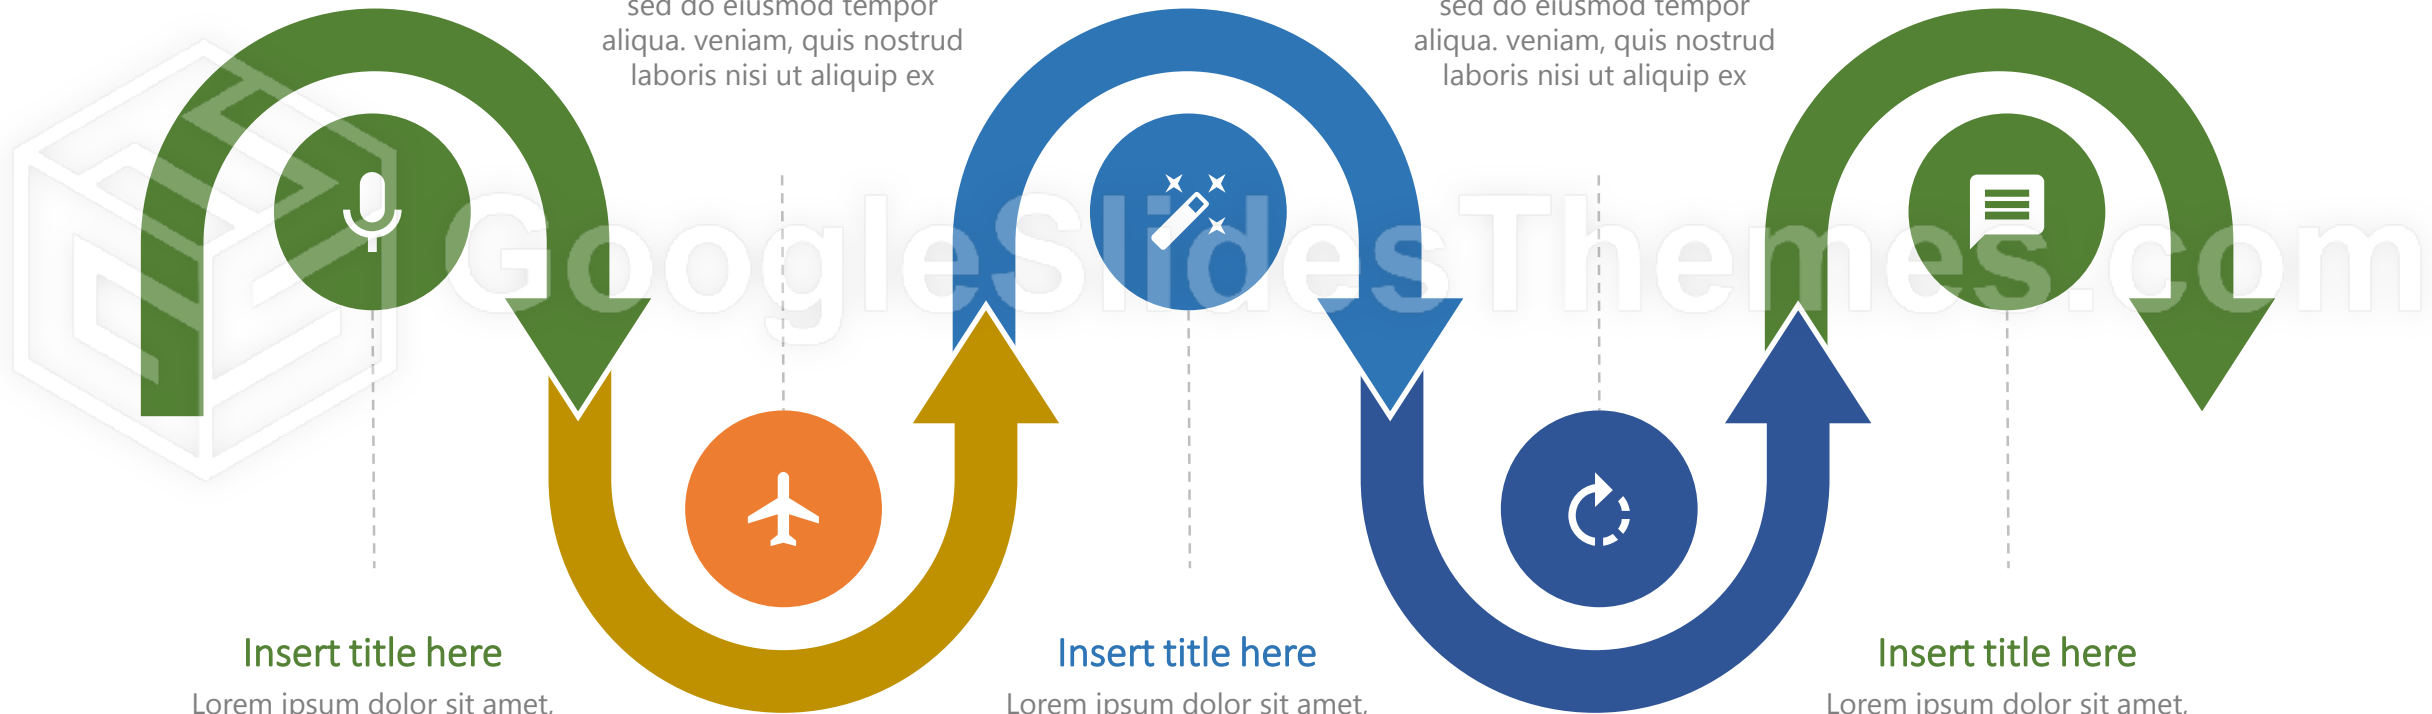 sed do eiusmod tempor
aliqua. veniam, quis nostrud
laboris nisi ut aliquip ex
sed do eiusmod tempor
aliqua. veniam, quis nostrud
laboris nisi ut aliquip ex
GoogleSlidesThemes.com
Insert title here
Lorem ipsum dolor sit amet,
Insert title here
Lorem ipsum dolor sit amet,
Insert title here
Lorem ipsum dolor sit amet,